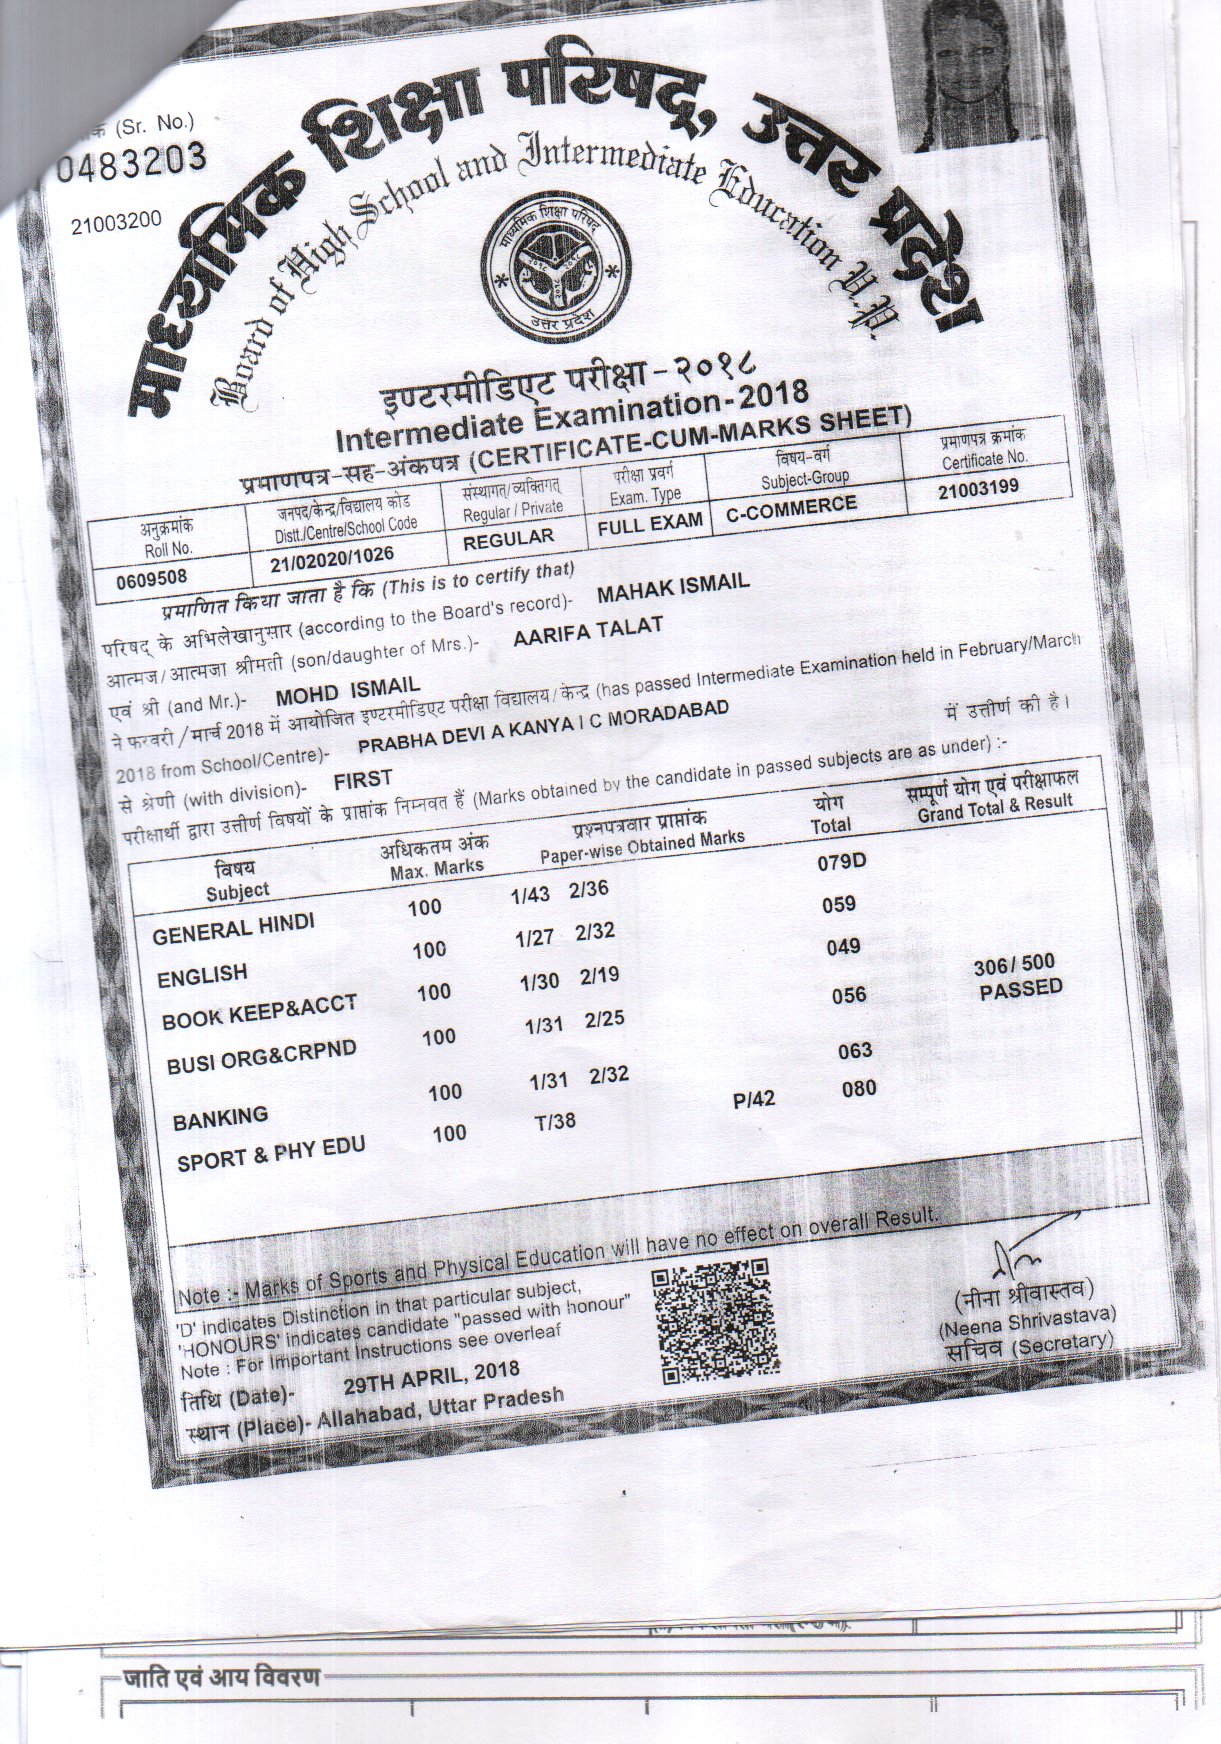 (Sr. No.)
0483203
21003200
माध्यमिक शिक्षा परिषद्, उत्तर प्रदेश
Board of High School and Intermediate Education U.P.
माध्यमिक शिक्षा परिषद्
उत्तर प्रदेश
इण्टरमीडिएट परीक्षा - २०१८
Intermediate Examination-2018
प्रमाणपत्र-सह-अंकपत्र (CERTIFICATE-CUM-MARKS SHEET)
अनुक्रमांक जनपद/केन्द्र/विद्यालय कोड संस्थागत्/व्यक्तिगत् परीक्षा प्रवर्ग विषय-वर्ग प्रमाणपत्र क्रमांक
Roll No. Distt./Centre/School Code Regular / Private Exam. Type Subject-Group Certificate No.
0609508 21/02020/1026 REGULAR FULL EXAM C-COMMERCE 21003199
प्रमाणित किया जाता है कि (This is to certify that)
परिषद् के अभिलेखानुसार (according to the Board's record)- MAHAK ISMAIL
आत्मज/आत्मजा श्रीमती (son/daughter of Mrs.)- AARIFA TALAT
एवं श्री (and Mr.)- MOHD ISMAIL
ने फरवरी/मार्च 2018 में आयोजित इण्टरमीडिएट परीक्षा विद्यालय/केन्द्र (has passed Intermediate Examination held in February/March
2018 from School/Centre)- PRABHA DEVI A KANYA I C MORADABAD में उत्तीर्ण की है।
से श्रेणी (with division)- FIRST
परीक्षार्थी द्वारा उत्तीर्ण विषयों के प्राप्तांक निम्नवत हैं (Marks obtained by the candidate in passed subjects are as under) :-
विषय अधिकतम अंक प्रश्नपत्रवार प्राप्तांक योग सम्पूर्ण योग एवं परीक्षाफल
Subject Max. Marks Paper-wise Obtained Marks Total Grand Total & Result
GENERAL HINDI 100 1/43 2/36 079D
ENGLISH 100 1/27 2/32 059
BOOK KEEP&ACCT 100 1/30 2/19 049
BUSI ORG&CRPND 100 1/31 2/25 056 306/ 500
PASSED
BANKING 100 1/31 2/32 063
SPORT & PHY EDU 100 T/38 P/42 080
Note :- Marks of Sports and Physical Education will have no effect on overall Result.
'D' indicates Distinction in that particular subject,
'HONOURS' indicates candidate "passed with honour"
Note : For Important Instructions see overleaf
तिथि (Date)- 29TH APRIL, 2018
स्थान (Place)- Allahabad, Uttar Pradesh
(नीना श्रीवास्तव)
(Neena Shrivastava)
सचिव (Secretary)
जाति एवं आय विवरण